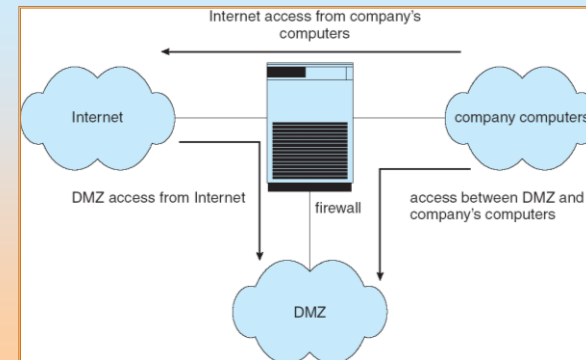 Internet access from company's
computers
Internet
company computers
DMZ access from Internet
firewall
access between DMZ and
company's computers
DMZ